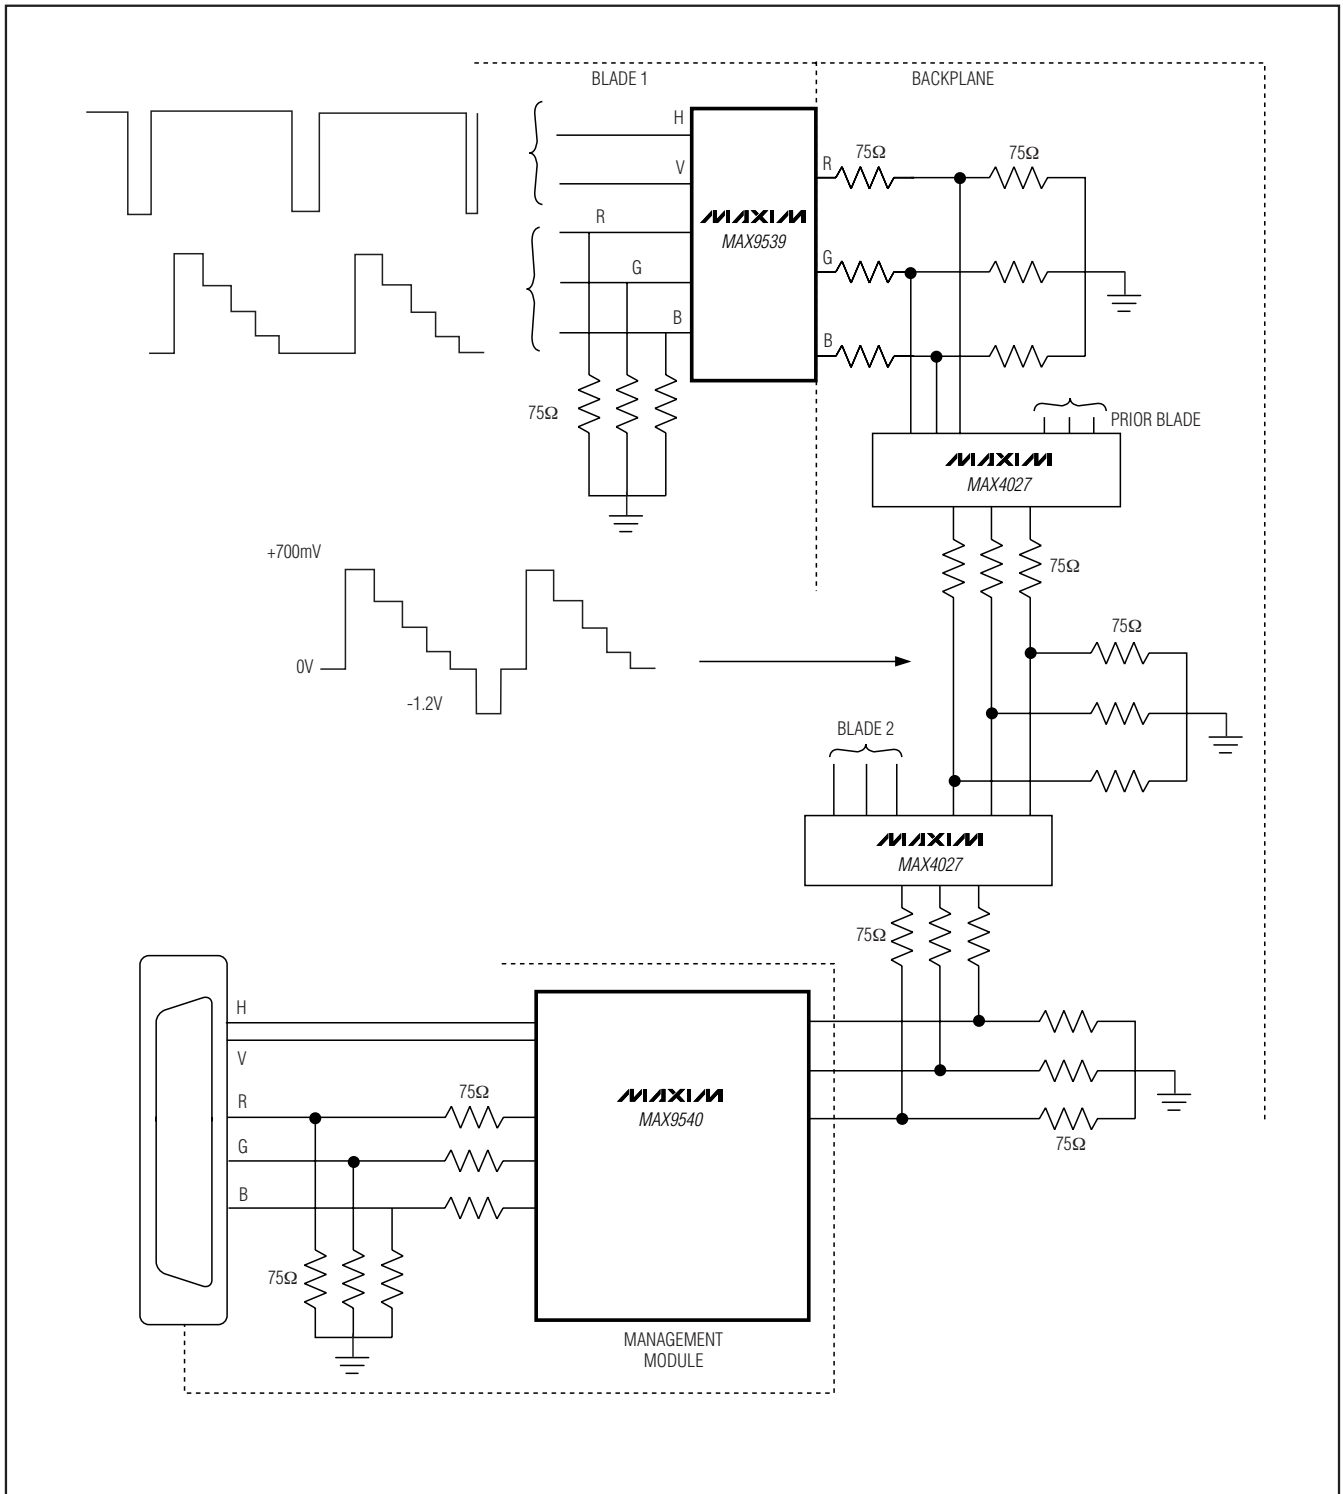 BLADE 1
BACKPLANE
H
V
R
G
B
MAXIM
MAX9539
R
75Ω
75Ω
G
B
75Ω
PRIOR BLADE
MAXIM
MAX4027
75Ω
+700mV
0V
-1.2V
75Ω
BLADE 2
MAXIM
MAX4027
75Ω
H
V
R
75Ω
G
B
75Ω
MAXIM
MAX9540
75Ω
MANAGEMENT
MODULE